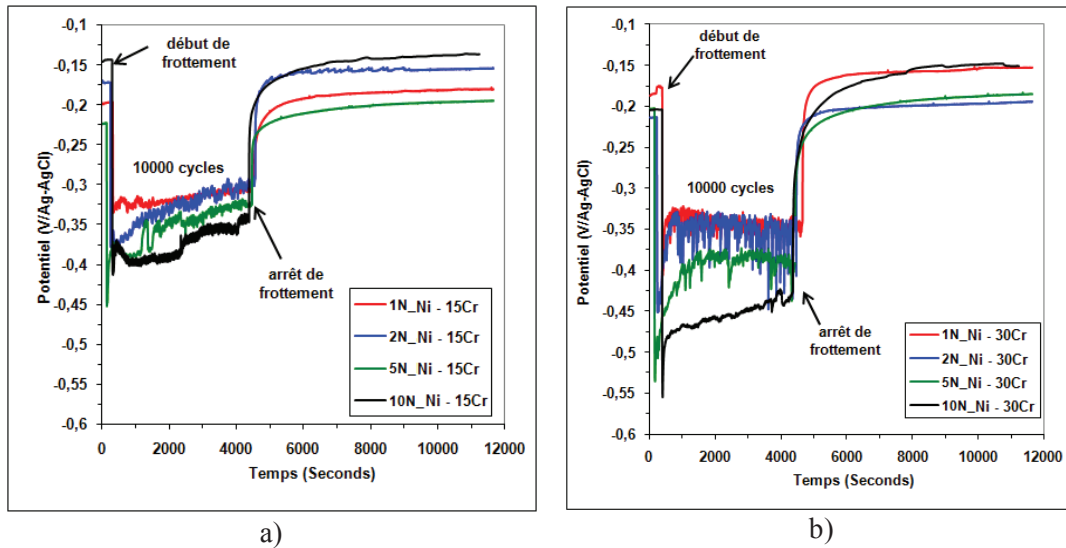 -0,1
-0,15
-0,2
-0,25
-0,3
-0,35
-0,4
-0,45
-0,5
-0,55
-0,6
Potentiel (V//Ag-AgCl)
début de
frottement
10000 cycles
arrêt de
frottement
1N_Ni - 15Cr
2N_Ni - 15Cr
5N_Ni - 15Cr
10N_Ni - 15Cr
0 2000 4000 6000 8000 10000 12000
Temps (Seconds)
a)
-0,1
-0,15
-0,2
-0,25
-0,3
-0,35
-0,4
-0,45
-0,5
-0,55
-0,6
Potentiel (V/Ag-AgCl)
début de
frottement
10000 cycles
arrêt de
frottement
1N_Ni - 30Cr
2N_Ni - 30Cr
5N_Ni - 30Cr
10N_Ni - 30Cr
0 2000 4000 6000 8000 10000 12000
Temps (Seconds)
b)